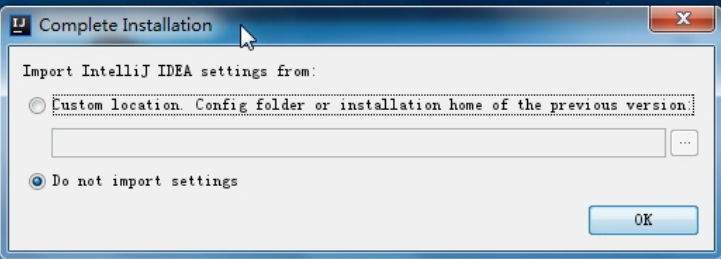 IJ
Complete Installation
Import IntelliJ IDEA settings from:
Custom location. Config folder or installation home of the previous version:
...
Do not import settings
OK